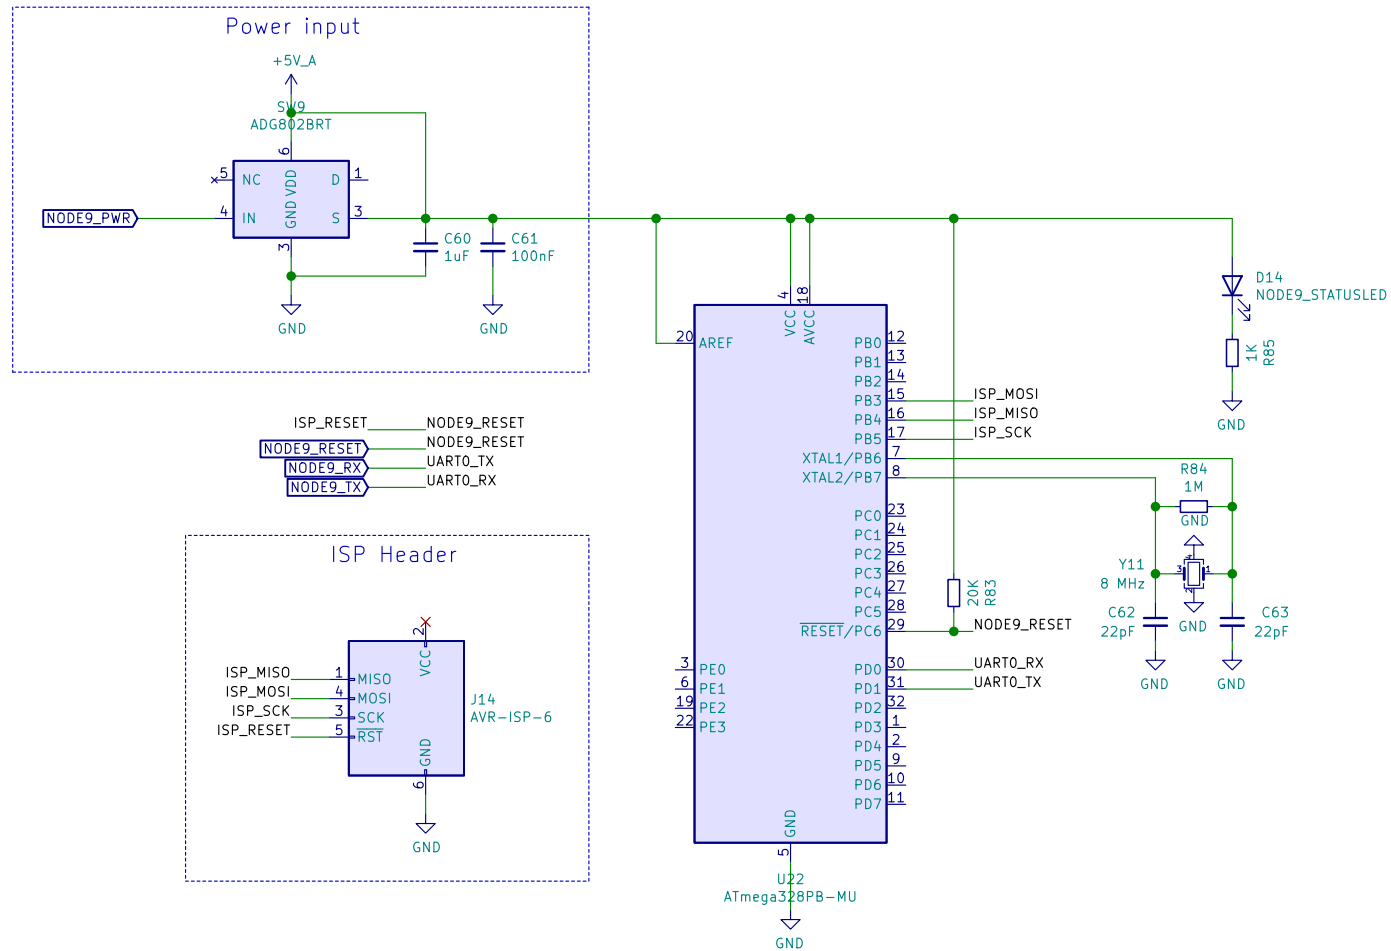 Power input
+5V_A
SW9
ADG802BRT
6
5
NC
VDD
D
1
NODE9_PWR
4
IN
GND
S
3
3
C60
1uF
C61
100nF
GND
GND
D14
NODE9_STATUSLED
1K
R85
GND
ISP_RESET
NODE9_RESET
NODE9_RESET
NODE9_RESET
NODE9_RX
UART0_TX
NODE9_TX
UART0_RX
4
18
VCC
AVCC
20
AREF
PB0
12
PB1
13
PB2
14
PB3
15
ISP_MOSI
PB4
16
ISP_MISO
PB5
17
ISP_SCK
XTAL1/PB6
7
XTAL2/PB7
8
PC0
23
PC1
24
PC2
25
PC3
26
PC4
27
PC5
28
RESET/PC6
29
NODE9_RESET
20K
R83
3
PE0
6
PE1
19
PE2
22
PE3
PD0
30
UART0_RX
PD1
31
UART0_TX
PD2
32
PD3
1
PD4
2
PD5
9
PD6
10
PD7
11
GND
5
U22
ATmega328PB-MU
GND
R84
1M
GND
4
Y11
8 MHz
3
1
2
GND
C62
22pF
C63
22pF
GND
GND
ISP Header
2
VCC
ISP_MISO
1
MISO
ISP_MOSI
4
MOSI
ISP_SCK
3
SCK
ISP_RESET
5
RST
J14
AVR-ISP-6
GND
6
GND